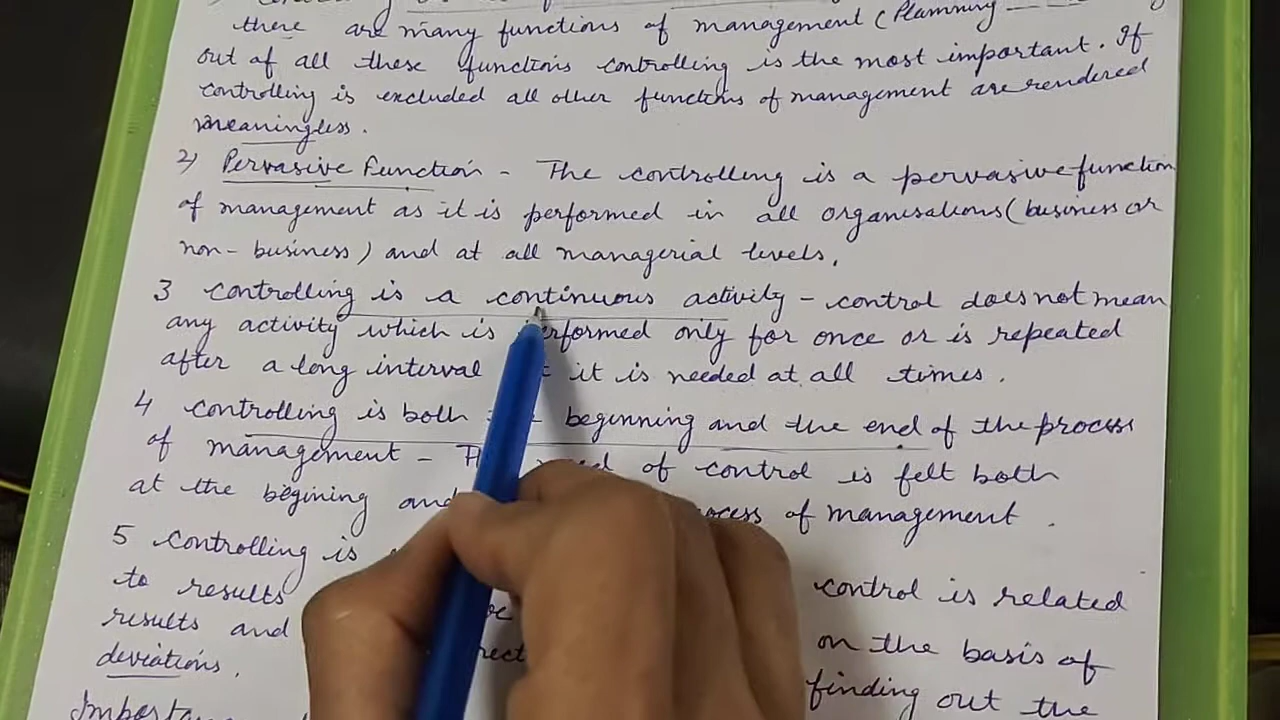 there are many functions of management (Planning
out of all these functions controlling is the most important. If
controlling is excluded all other functions of management are rendered
meaningless.
2) Pervasive Function - The controlling is a pervasive function
of management as it is performed in all organisations (business or
non-business) and at all managerial levels.
3 controlling is a continuous activity - control does not mean
any activity which is performed only for once or is repeated
after a long interval it is needed at all times.
4 controlling is both beginning and the end of the process
of management - of control is felt both
at the begining and of management.
5 controlling is
to results control is related
results and on the basis of
deviations. finding out the